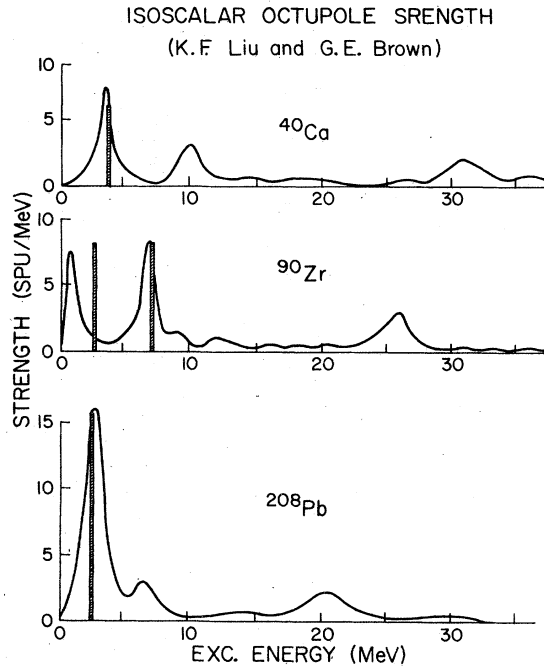 ISOSCALAR OCTUPOLE SRENGTH
(K.F. Liu and G.E. Brown)
STRENGTH (SPU/MeV)
10
5
0
⁴⁰Ca
0 10 20 30
10
5
0
⁹⁰Zr
0 10 20 30
15
10
5
0
²⁰⁸Pb
0 10 20 30
EXC. ENERGY (MeV)